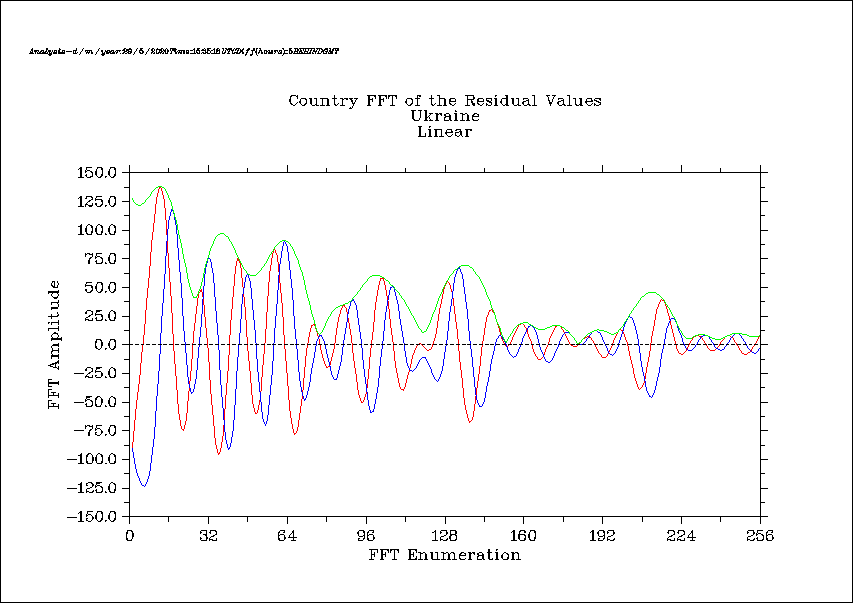 Country FFT of the Residual Values
Ukraine
Linear
150.0
125.0
100.0
75.0
50.0
25.0
0.0
−25.0
−50.0
−75.0
−100.0
−125.0
−150.0
FFT Amplitude
0 32 64 96 128 160 192 224 256
FFT Enumeration